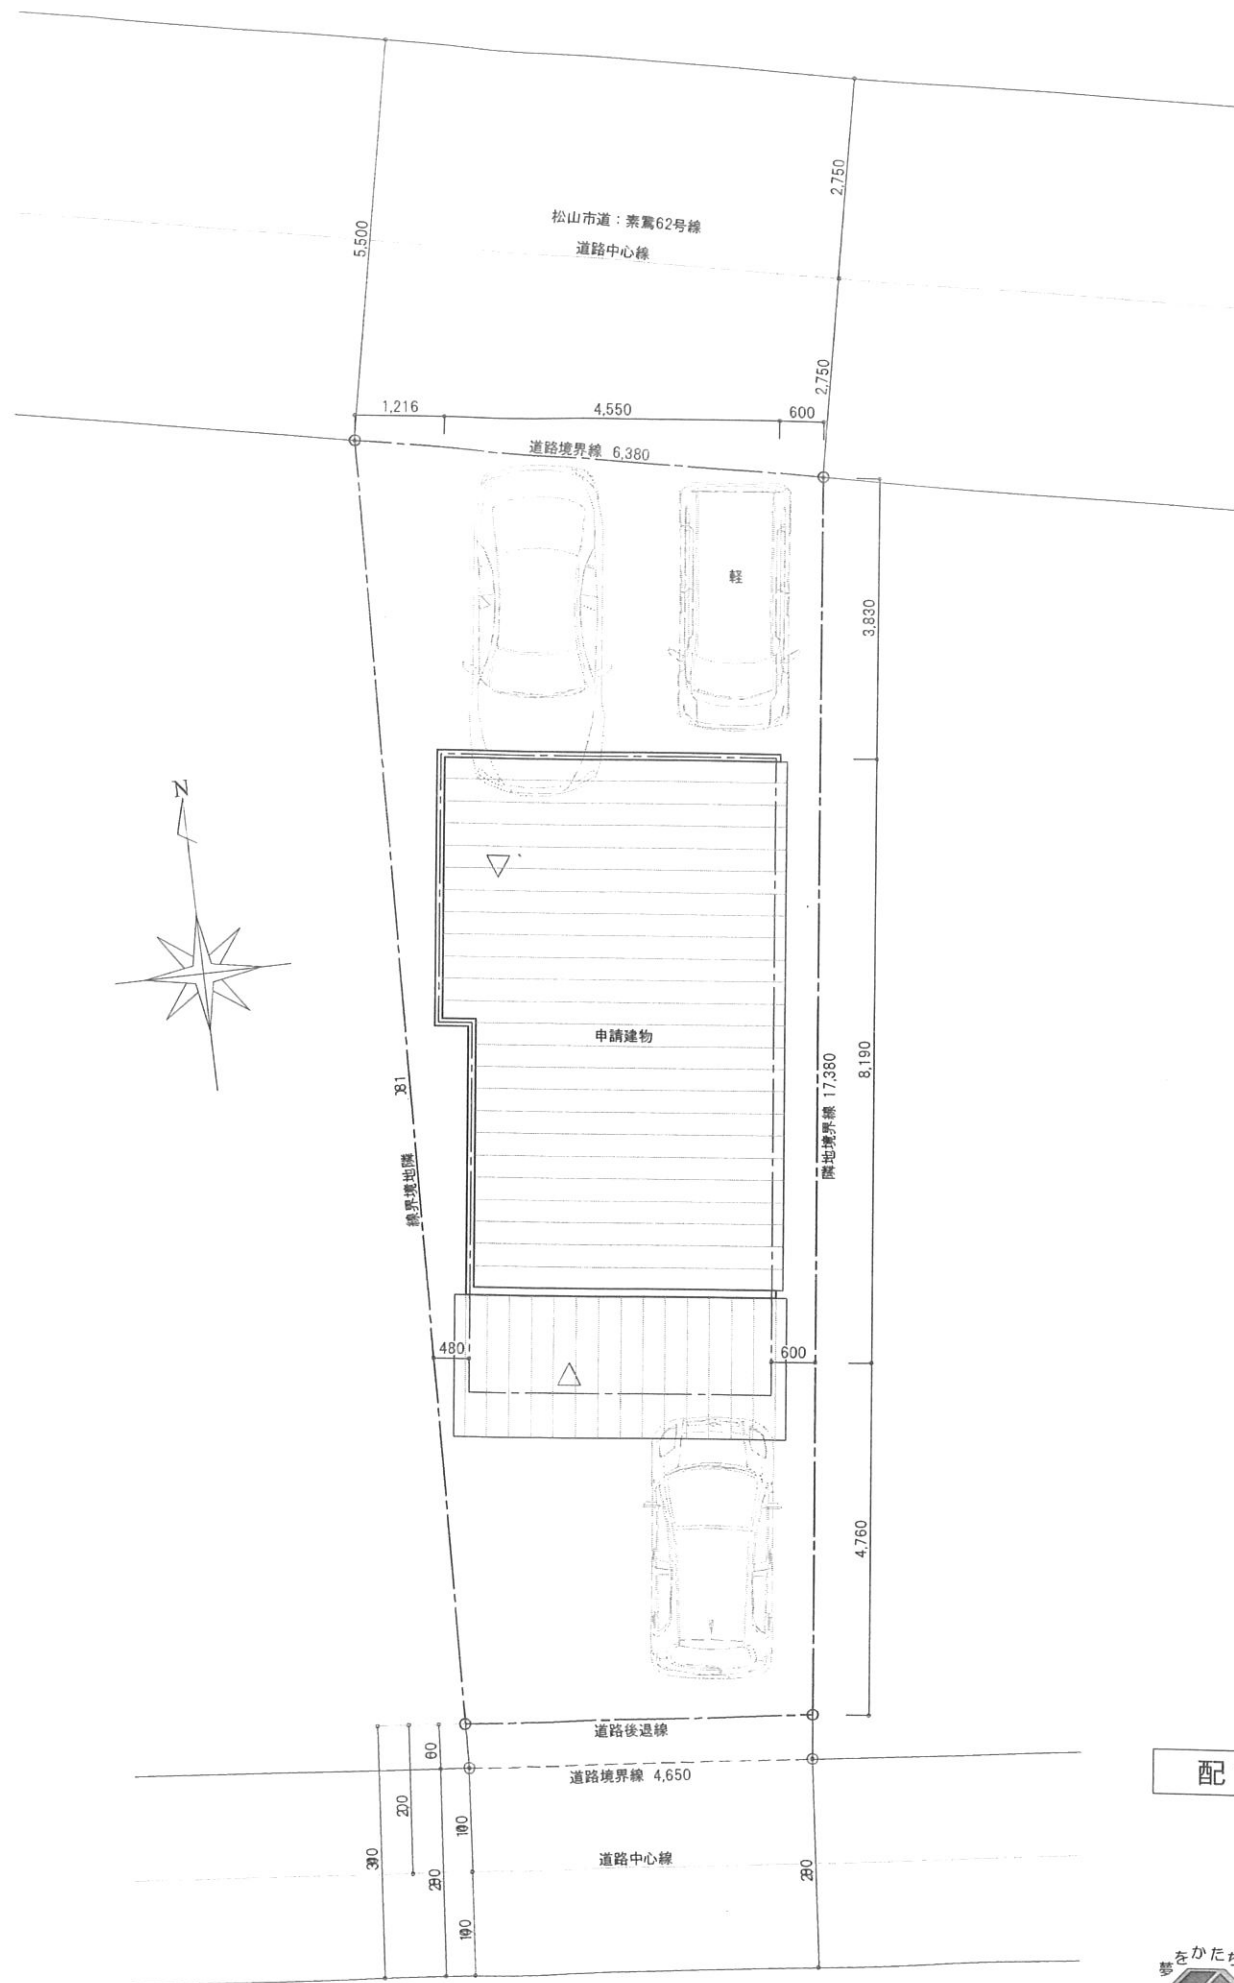 2,750
5,500
松山市道：素鵞62号線
道路中心線
2,750
1,216
4,550
600
道路境界線 6,380
軽
3,830
N
申請建物
隣地境界線 17,380
8,190
隣地境界線
480
600
4,760
道路後退線
道路境界線 4,650
道路中心線
配
夢をかたち